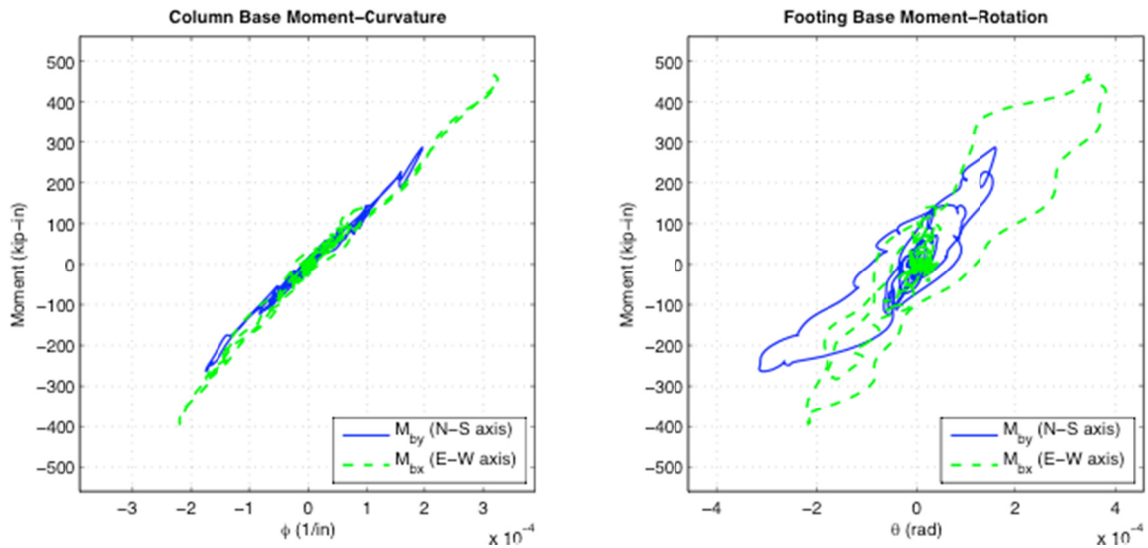 Column Base Moment−Curvature
Moment (kip−in)
500
400
300
200
100
0
−100
−200
−300
−400
−500
−3
−2
−1
0
1
2
3
φ (1/in)
x 10⁻⁴
M_by (N−S axis)
M_bx (E−W axis)
Footing Base Moment−Rotation
Moment (kip−in)
500
400
300
200
100
0
−100
−200
−300
−400
−500
−4
−2
0
2
4
θ (rad)
x 10⁻⁴
M_by (N−S axis)
M_bx (E−W axis)